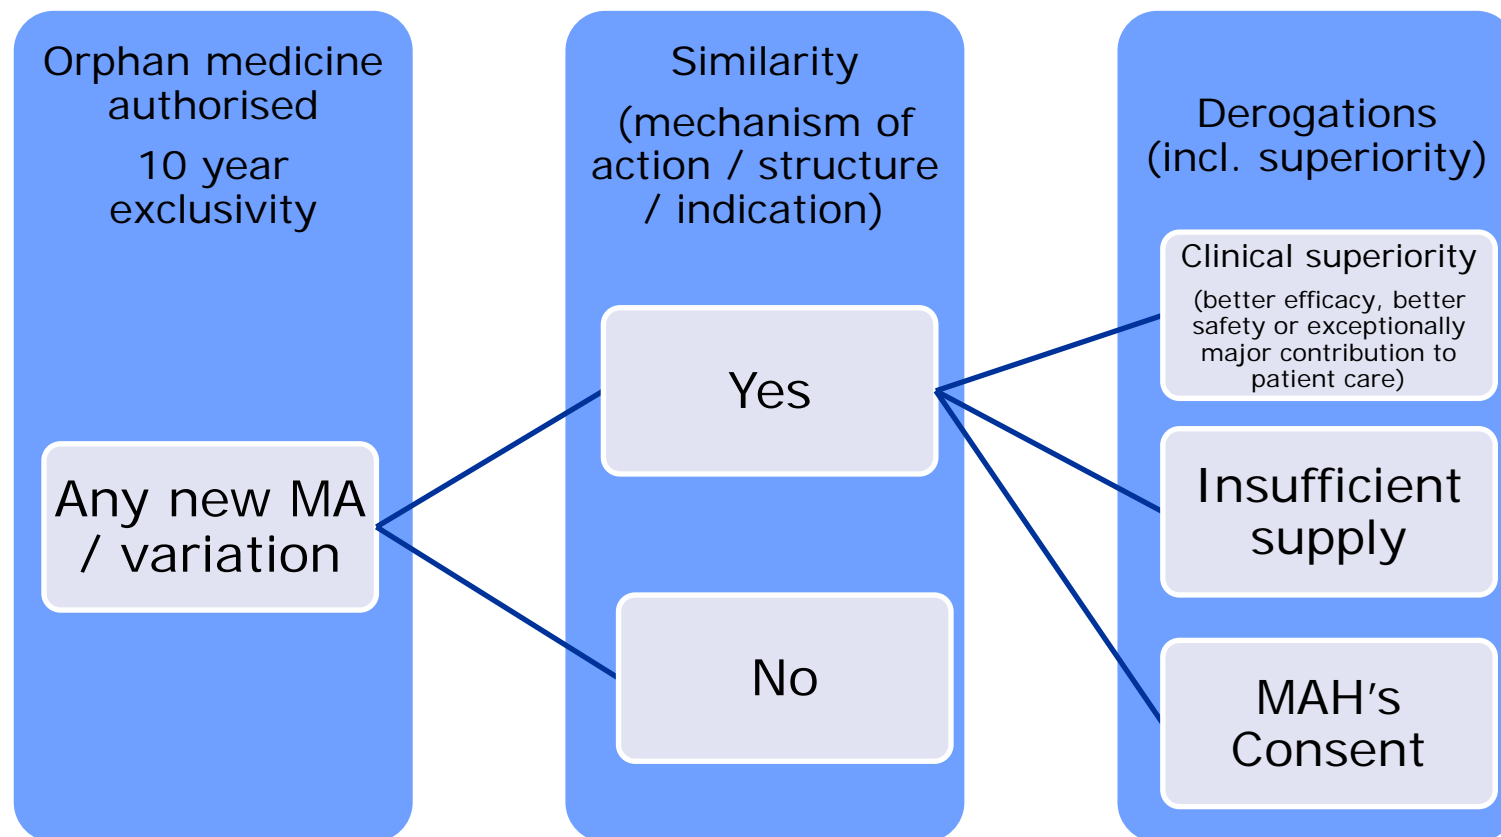 Orphan medicine
authorised
10 year
exclusivity
Any new MA
/ variation
Similarity
(mechanism of
action / structure
/ indication)
Yes
No
Derogations
(incl. superiority)
Clinical superiority
(better efficacy, better
safety or exceptionally
major contribution to
patient care)
Insufficient
supply
MAH’s
Consent